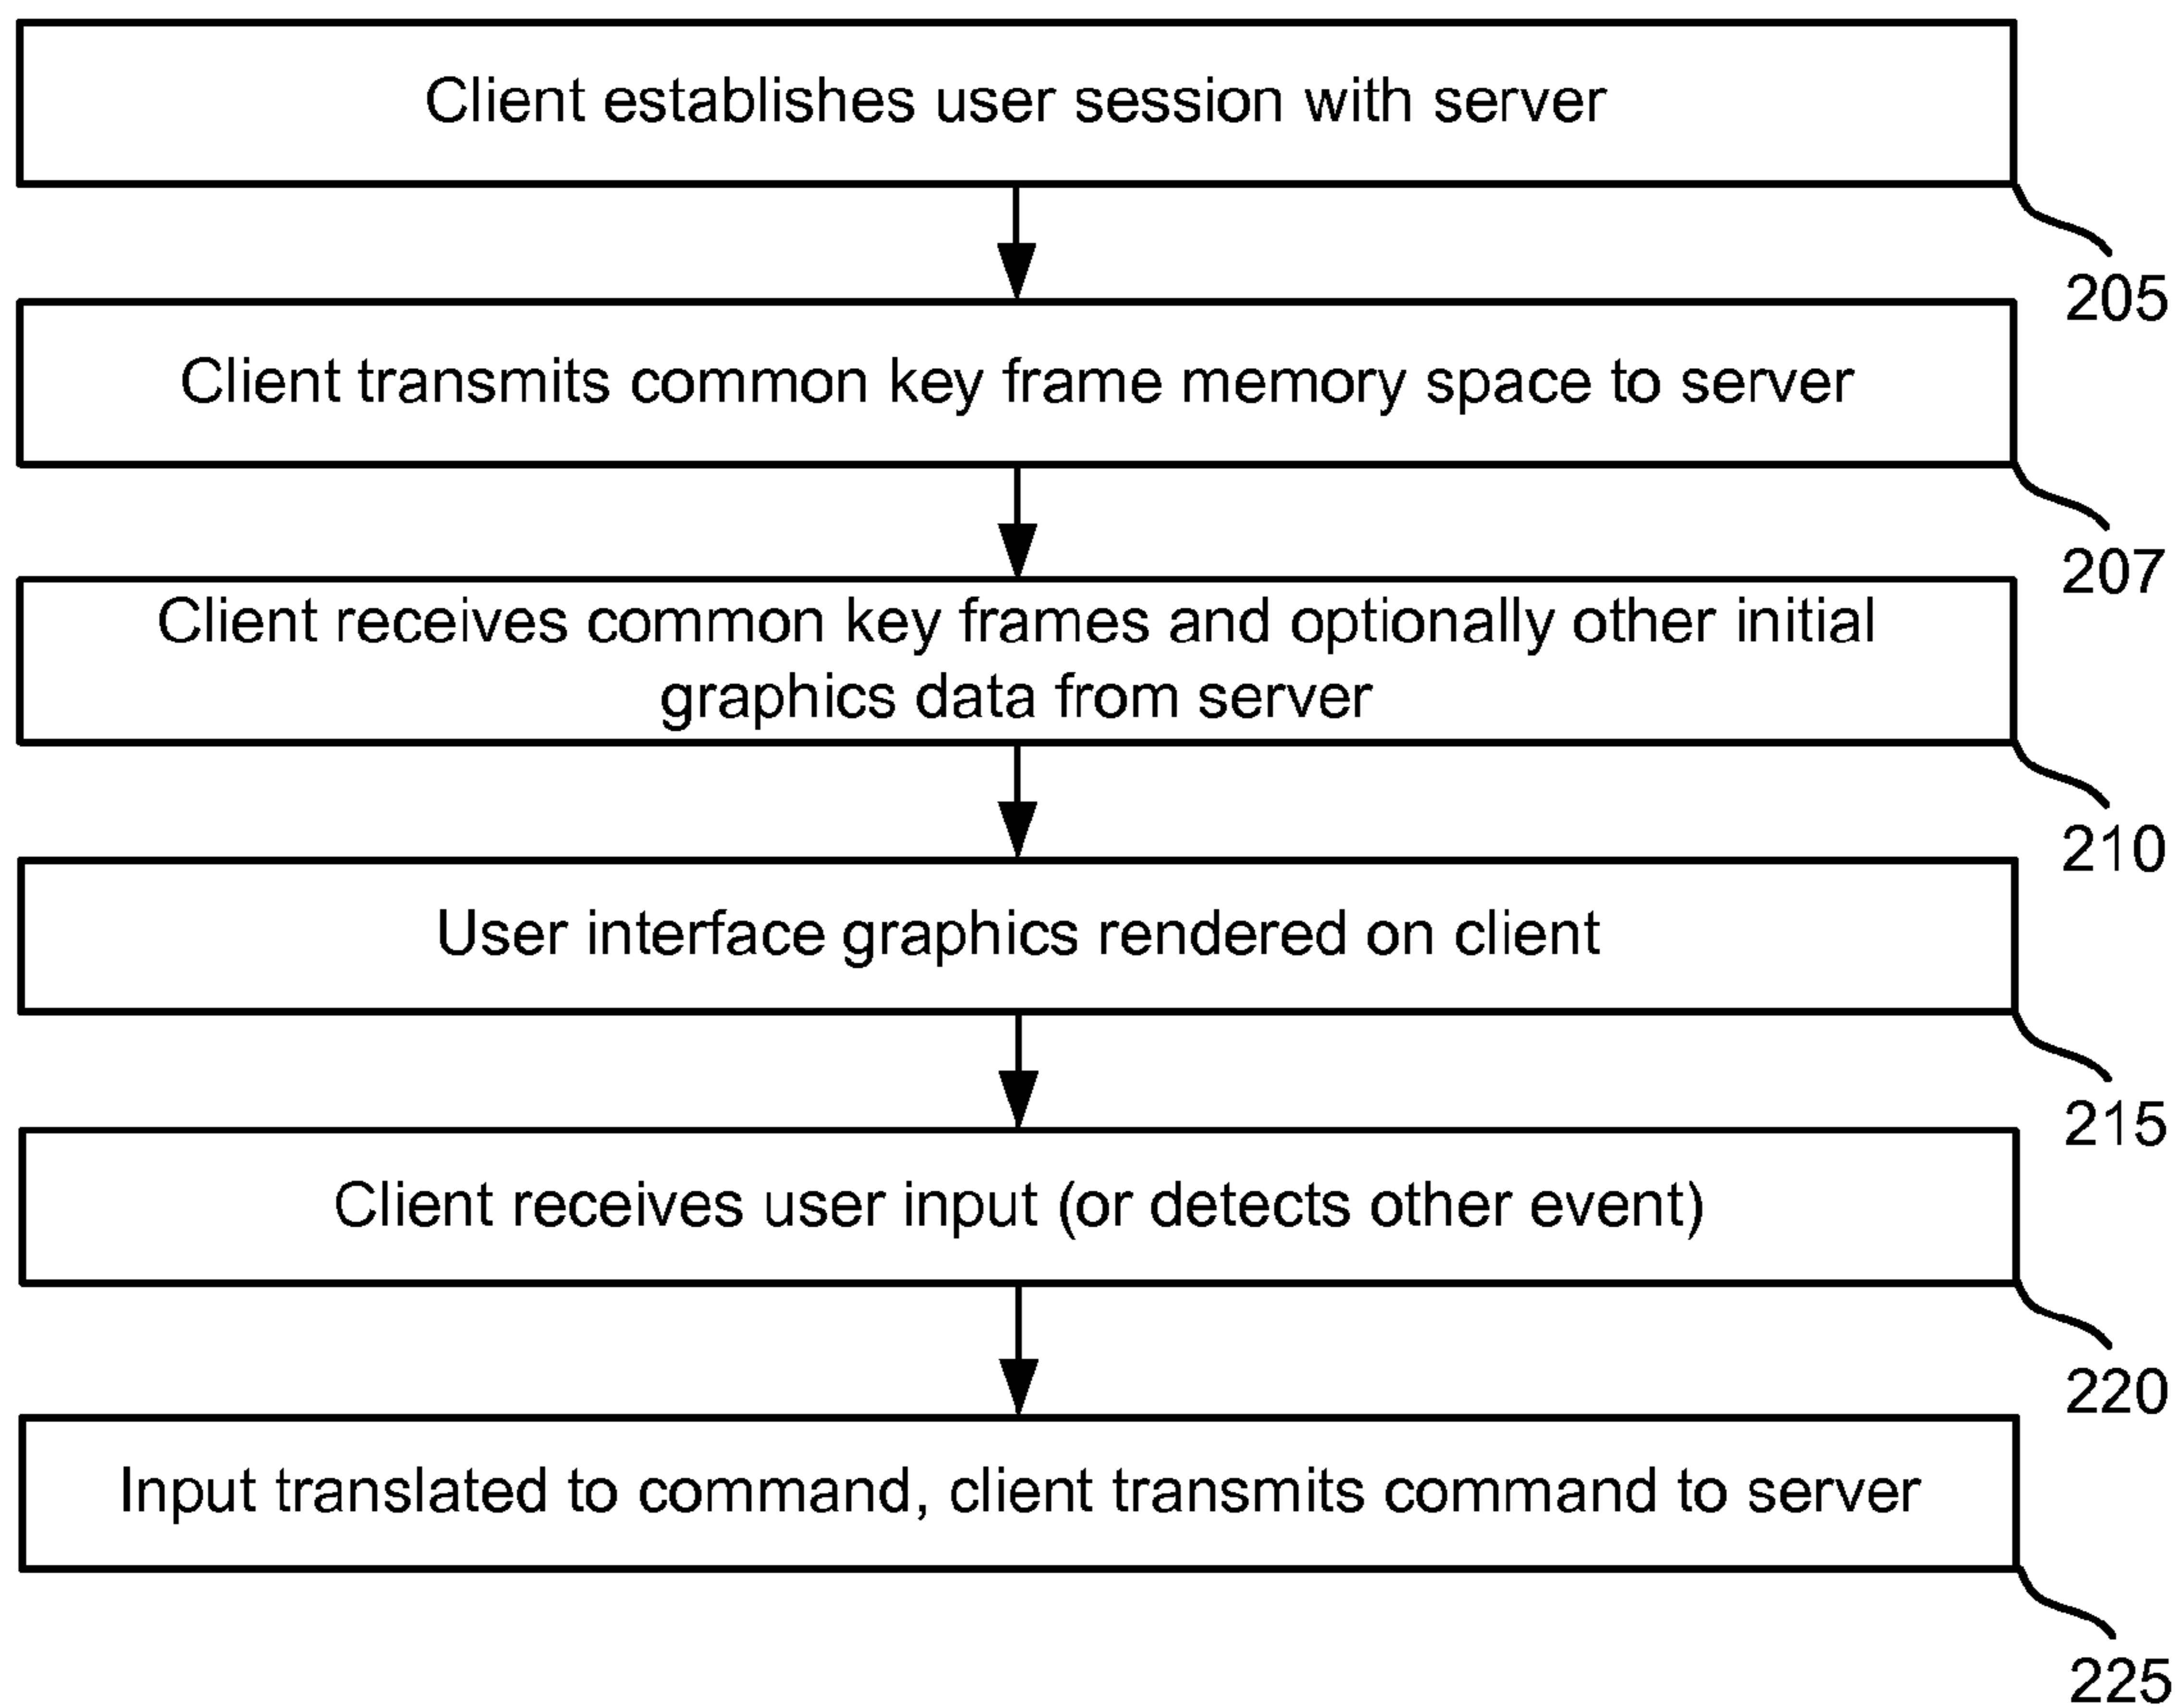 Client establishes user session with server
205
Client transmits common key frame memory space to server
207
Client receives common key frames and optionally other initial
graphics data from server
210
User interface graphics rendered on client
215
Client receives user input (or detects other event)
220
Input translated to command, client transmits command to server
225